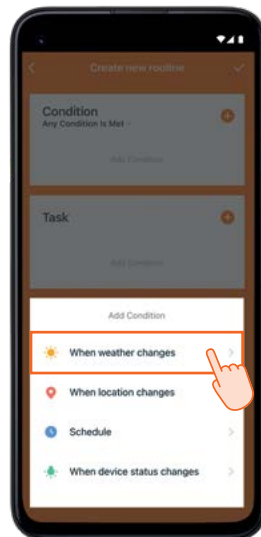 Create new routine
Condition
Any Condition Is Met
Add Condition
Task
Add Condition
Add Condition
When weather changes
When location changes
Schedule
When device status changes